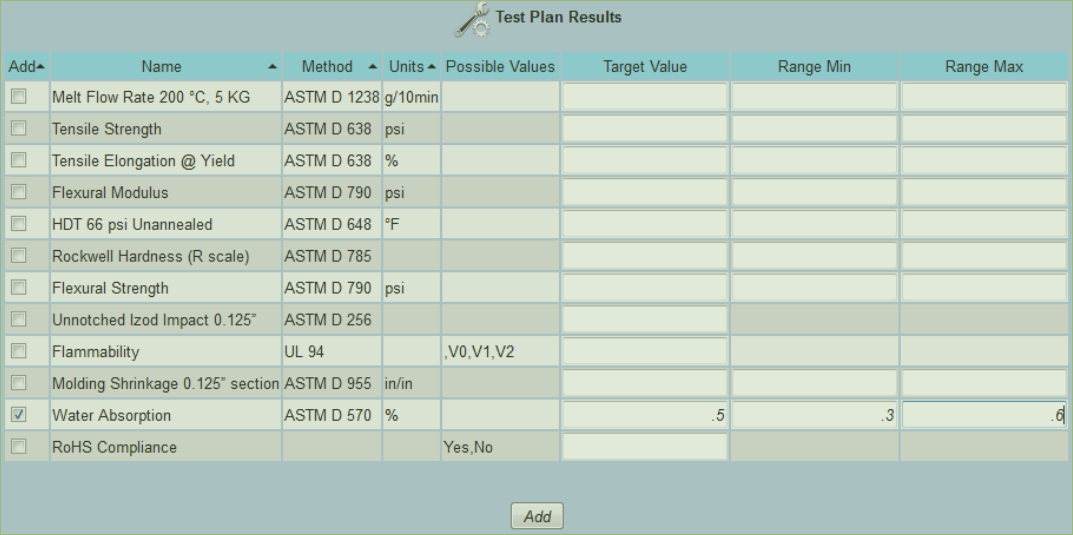 Test Plan Results
Add Name Method Units Possible Values Target Value Range Min Range Max
Melt Flow Rate 200 °C, 5 KG ASTM D 1238 g/10min
Tensile Strength ASTM D 638 psi
Tensile Elongation @ Yield ASTM D 638 %
Flexural Modulus ASTM D 790 psi
HDT 66 psi Unannealed ASTM D 648 °F
Rockwell Hardness (R scale) ASTM D 785
Flexural Strength ASTM D 790 psi
Unnotched Izod Impact 0.125” ASTM D 256
Flammability UL 94 ,V0,V1,V2
Molding Shrinkage 0.125” section ASTM D 955 in/in
Water Absorption ASTM D 570 % .5 .3 .6
RoHS Compliance Yes,No
Add